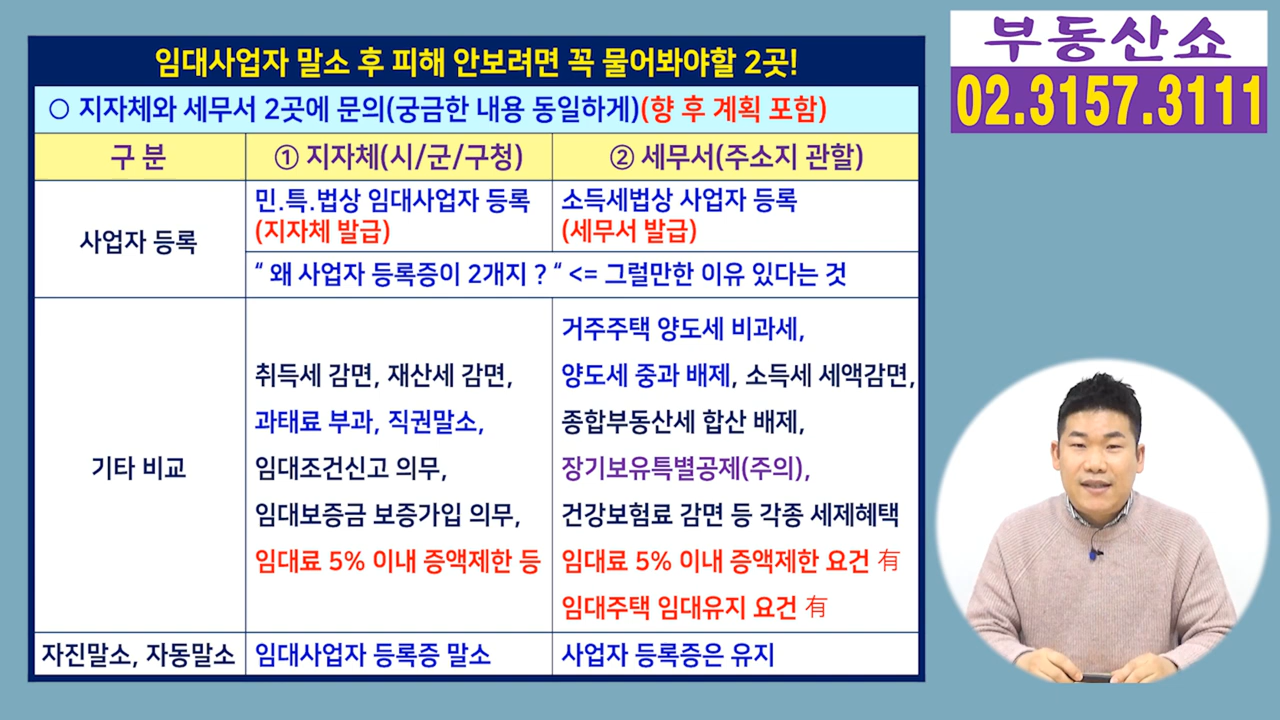 임대사업자 말소 후 피해 안보려면 꼭 물어봐야할 2곳!
○ 지자체와 세무서 2곳에 문의(궁금한 내용 동일하게)(향 후 계획 포함)
구 분
① 지자체(시/군/구청)
② 세무서(주소지 관할)
사업자 등록
민.특.법상 임대사업자 등록
(지자체 발급)
소득세법상 사업자 등록
(세무서 발급)
“ 왜 사업자 등록증이 2개지 ? “ <= 그럴만한 이유 있다는 것
기타 비교
취득세 감면, 재산세 감면,
과태료 부과, 직권말소,
임대조건신고 의무,
임대보증금 보증가입 의무,
임대료 5% 이내 증액제한 등
거주주택 양도세 비과세,
양도세 중과 배제, 소득세 세액감면,
종합부동산세 합산 배제,
장기보유특별공제(주의),
건강보험료 감면 등 각종 세제혜택
임대료 5% 이내 증액제한 요건 有
임대주택 임대유지 요건 有
자진말소, 자동말소
임대사업자 등록증 말소
사업자 등록증은 유지
부동산쇼
02.3157.3111